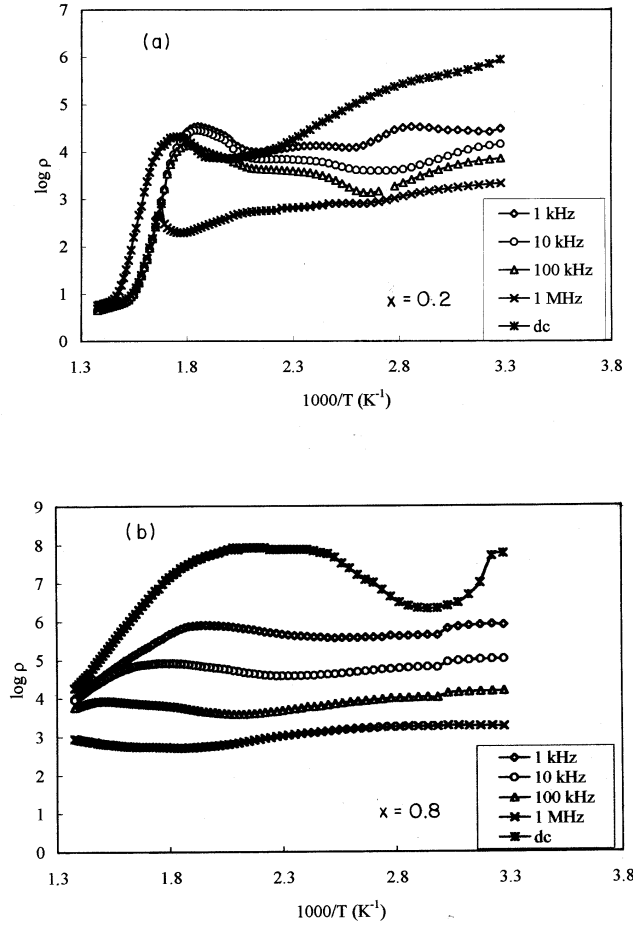 (a)
6
5
4
3
2
1
0
log ρ
1 kHz
10 kHz
100 kHz
1 MHz
dc
x = 0.2
1.3 1.8 2.3 2.8 3.3 3.8
1000/T (K-1)
(b)
9
8
7
6
5
4
3
2
1
0
log ρ
1 kHz
10 kHz
100 kHz
1 MHz
dc
x = 0.8
1.3 1.8 2.3 2.8 3.3 3.8
1000/T (K-1)